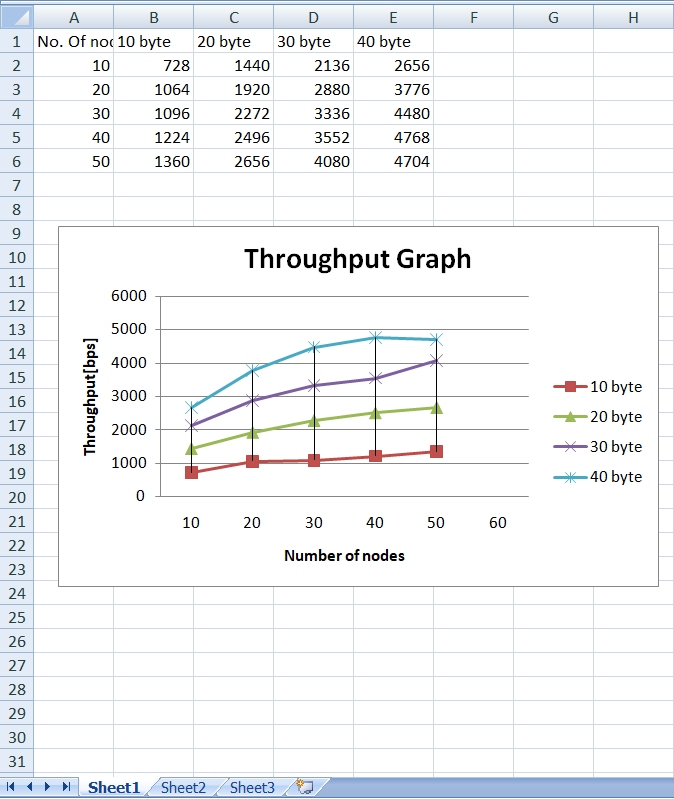 A B C D E F G H
1 No. Of noc 10 byte 20 byte 30 byte 40 byte
2 10 728 1440 2136 2656
3 20 1064 1920 2880 3776
4 30 1096 2272 3336 4480
5 40 1224 2496 3552 4768
6 50 1360 2656 4080 4704
7
8
9
10
11
12
13
14
15
16
17
18
19
20
21
22
23
24
25
26
27
28
29
30
31
Throughput Graph
6000
5000
4000
3000
2000
1000
0
Throughput[bps]
10 20 30 40 50 60
Number of nodes
10 byte
20 byte
30 byte
40 byte
Sheet1 Sheet2 Sheet3